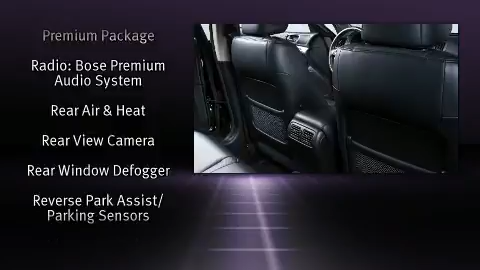 Premium Package
Radio: Bose Premium
Audio System
Rear Air & Heat
Rear View Camera
Rear Window Defogger
Reverse Park Assist/
Parking Sensors